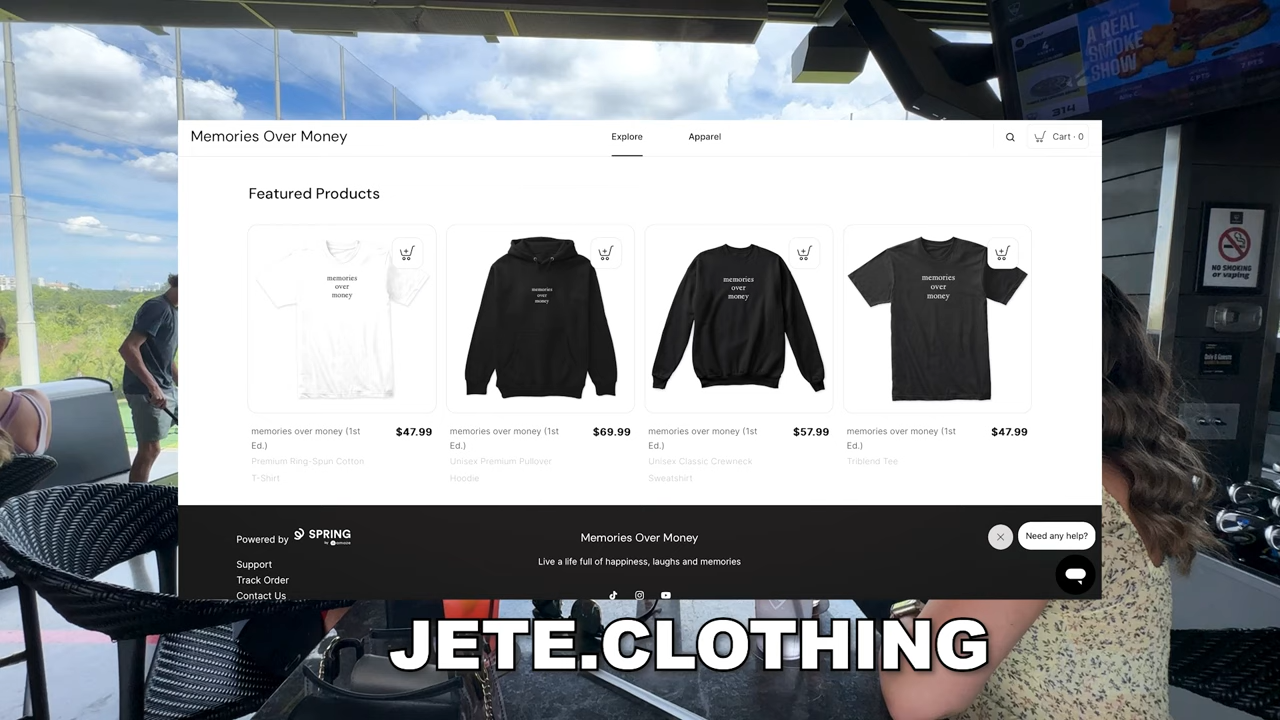 A REAL
SMOKE
SHOW
4
314
Memories Over Money
Explore
Apparel
Cart · 0
Featured Products
memories
over
money
memories
over
money
memories
over
money
memories
over
money
memories over money (1st
Ed.)
$47.99
Premium Ring-Spun Cotton
T-Shirt
memories over money (1st
Ed.)
$69.99
Unisex Premium Pullover
Hoodie
memories over money (1st
Ed.)
$57.99
Unisex Classic Crewneck
Sweatshirt
memories over money (1st
Ed.)
$47.99
Triblend Tee
NO SMOKING
or vaping
Powered by SPRING
Support
Track Order
Contact Us
Memories Over Money
Live a life full of happiness, laughs and memories
Need any help?
JETE.CLOTHING